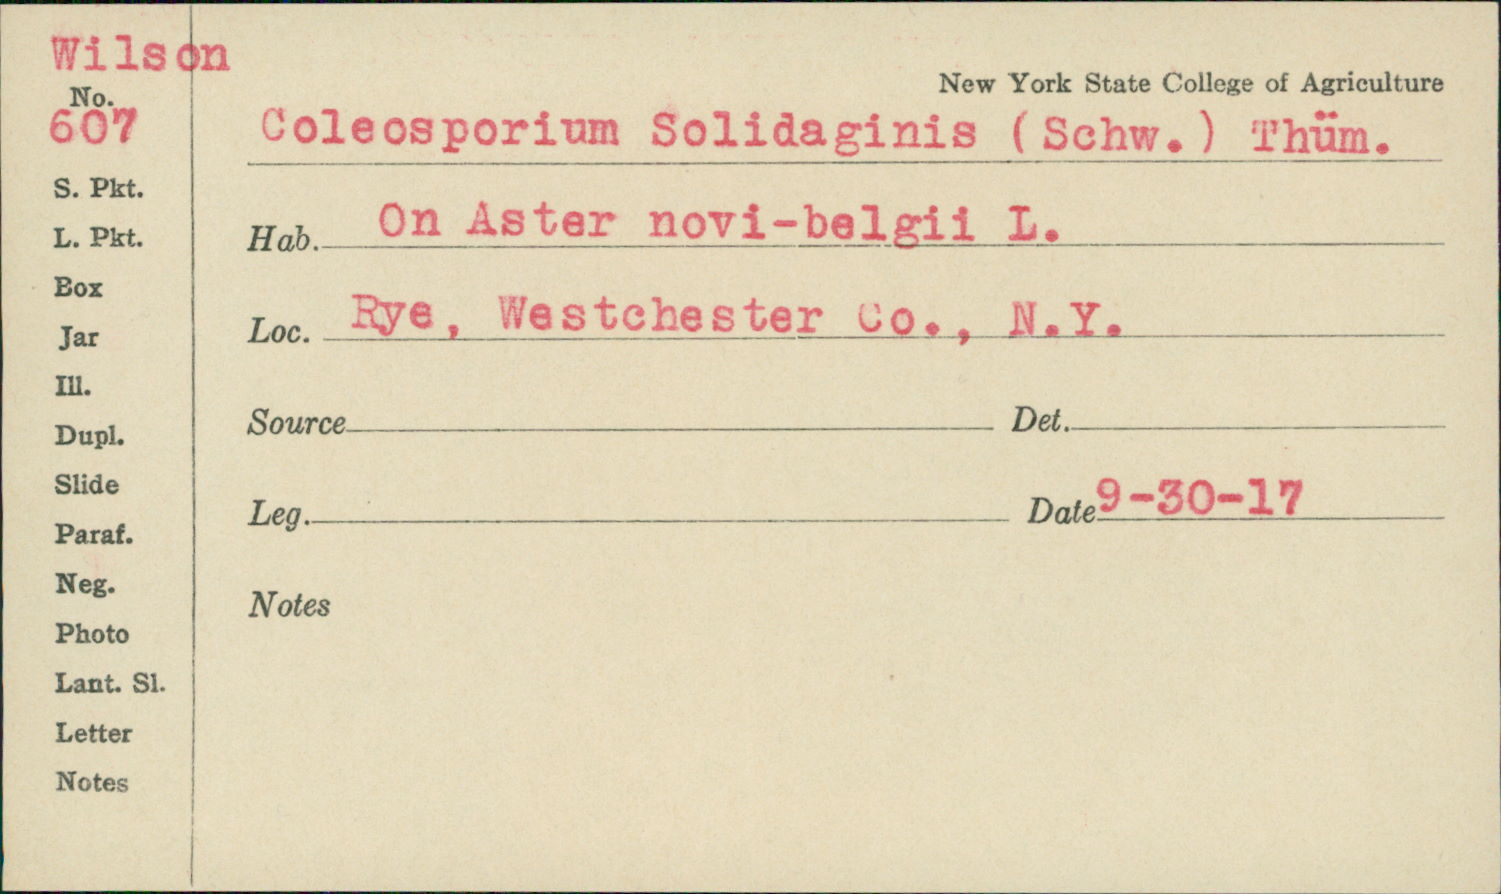 Wilson
New York State College of Agriculture
No.
607
Coleosporium Solidaginis (Schw.) Thüm.
S. Pkt.
L. Pkt.
Hab. On Aster novi-belgii L.
Box
Loc. Rye, Westchester Co., N.Y.
Jar
Ill.
Source Det.
Dupl.
Slide
Leg. Date 9-30-17
Paraf.
Neg.
Notes
Photo
Lant. Sl.
Letter
Notes